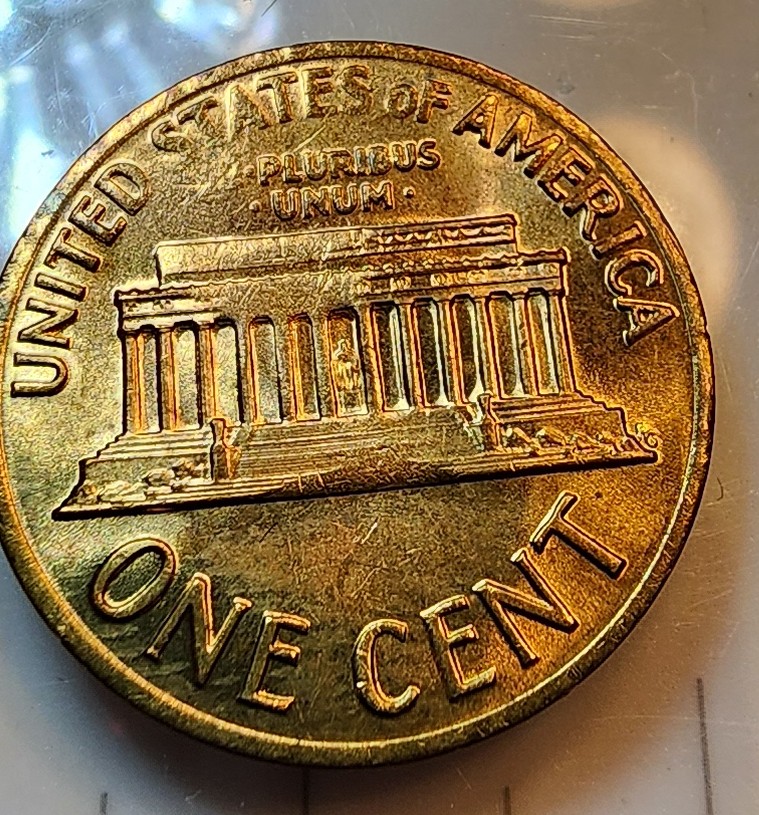 UNITED STATES OF AMERICA
·PLURIBUS
·UNUM·
ONE CENT